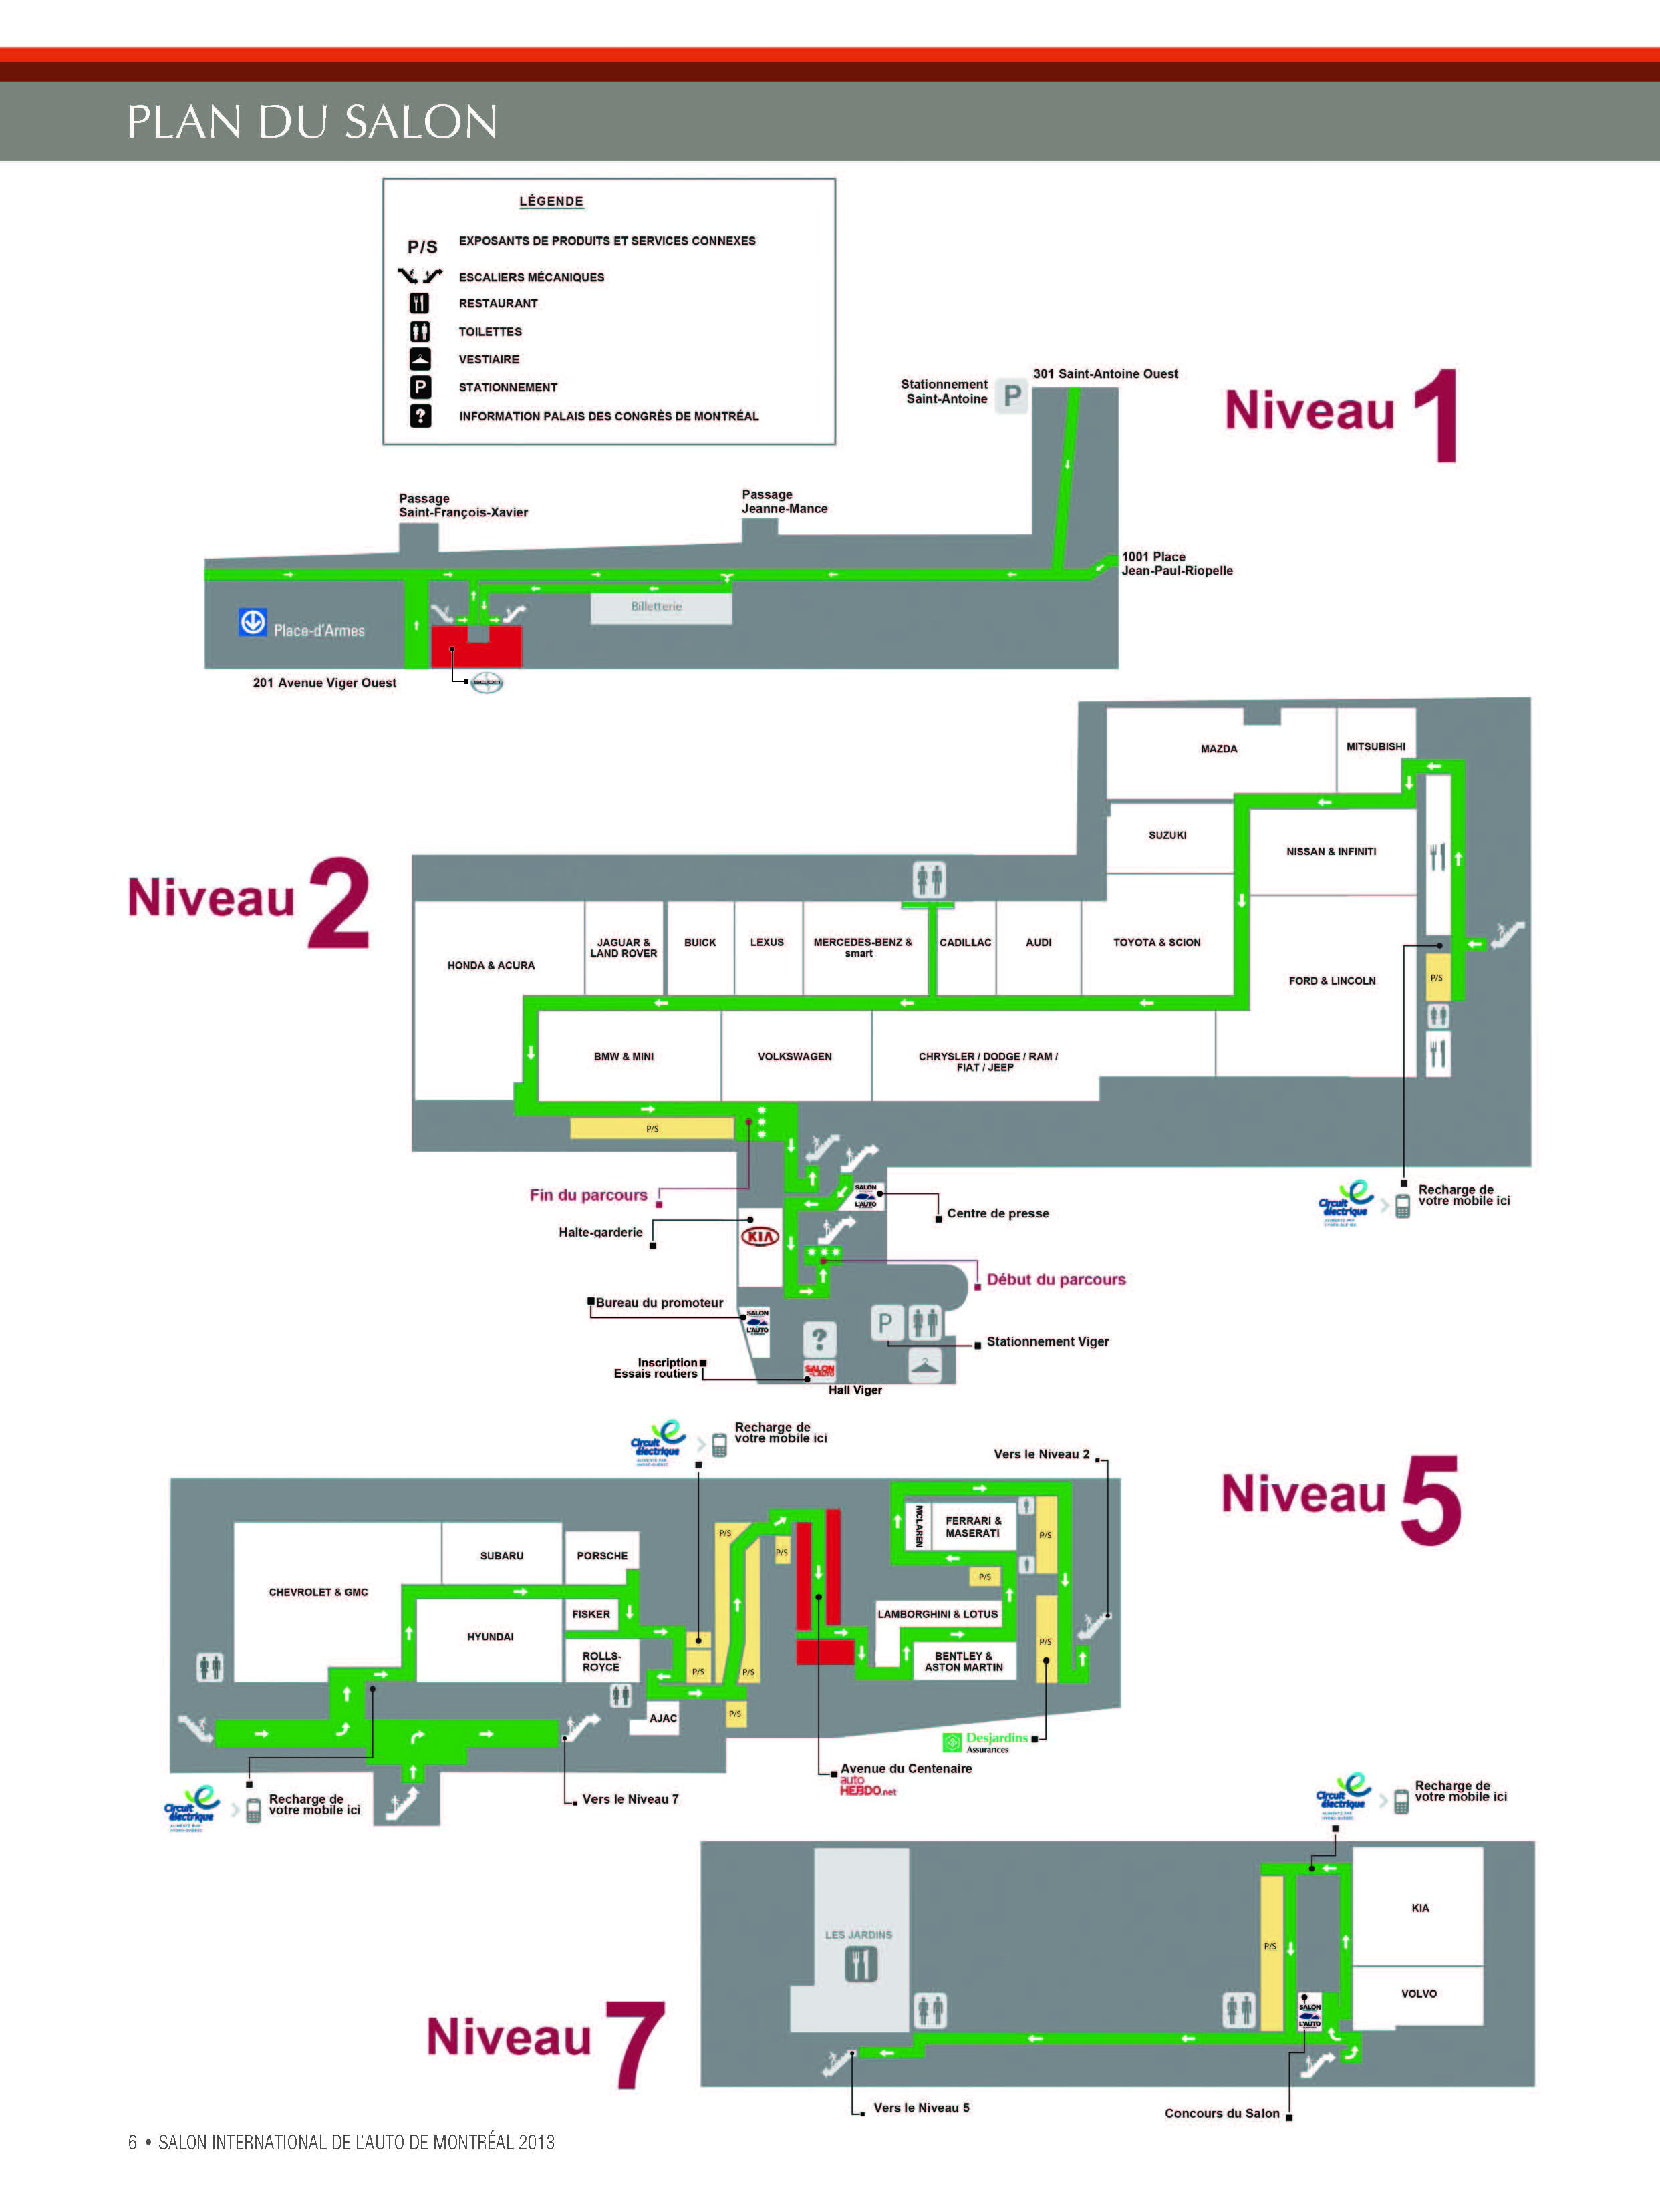 PLAN DU SALON
LÉGENDE
P/S EXPOSANTS DE PRODUITS ET SERVICES CONNEXES
ESCALIERS MÉCANIQUES
RESTAURANT
TOILETTES
VESTIAIRE
P STATIONNEMENT
? INFORMATION PALAIS DES CONGRÈS DE MONTRÉAL
Niveau 1
Stationnement
Saint-Antoine
P
301 Saint-Antoine Ouest
Passage
Saint-François-Xavier
Passage
Jeanne-Mance
1001 Place
Jean-Paul-Riopelle
Billetterie
Place-d'Armes
201 Avenue Viger Ouest
Niveau 2
MAZDA
MITSUBISHI
SUZUKI
NISSAN & INFINITI
HONDA & ACURA
JAGUAR &
LAND ROVER
BUICK
LEXUS
MERCEDES-BENZ &
smart
CADILLAC
AUDI
TOYOTA & SCION
FORD & LINCOLN
P/S
BMW & MINI
VOLKSWAGEN
CHRYSLER / DODGE / RAM /
FIAT / JEEP
P/S
Fin du parcours
Halte-garderie
KIA
SALON
L'AUTO
Centre de presse
Circuit
électrique
Recharge de
votre mobile ici
Début du parcours
Bureau du promoteur
SALON
L'AUTO
?
P
Stationnement Viger
Inscription
Essais routiers
SALON
L'AUTO
Hall Viger
Niveau 5
Circuit
électrique
Recharge de
votre mobile ici
Vers le Niveau 2
CHEVROLET & GMC
SUBARU
PORSCHE
HYUNDAI
FISKER
ROLLS-
ROYCE
AJAC
P/S
P/S
P/S
P/S
P/S
MCLAREN
FERRARI &
MASERATI
P/S
P/S
LAMBORGHINI & LOTUS
BENTLEY &
ASTON MARTIN
P/S
Desjardins
Assurances
Avenue du Centenaire
auto
HEBDO.net
Vers le Niveau 7
Circuit
électrique
Recharge de
votre mobile ici
Niveau 7
Circuit
électrique
Recharge de
votre mobile ici
LES JARDINS
P/S
KIA
VOLVO
SALON
L'AUTO
Vers le Niveau 5
Concours du Salon
6 • SALON INTERNATIONAL DE L'AUTO DE MONTRÉAL 2013